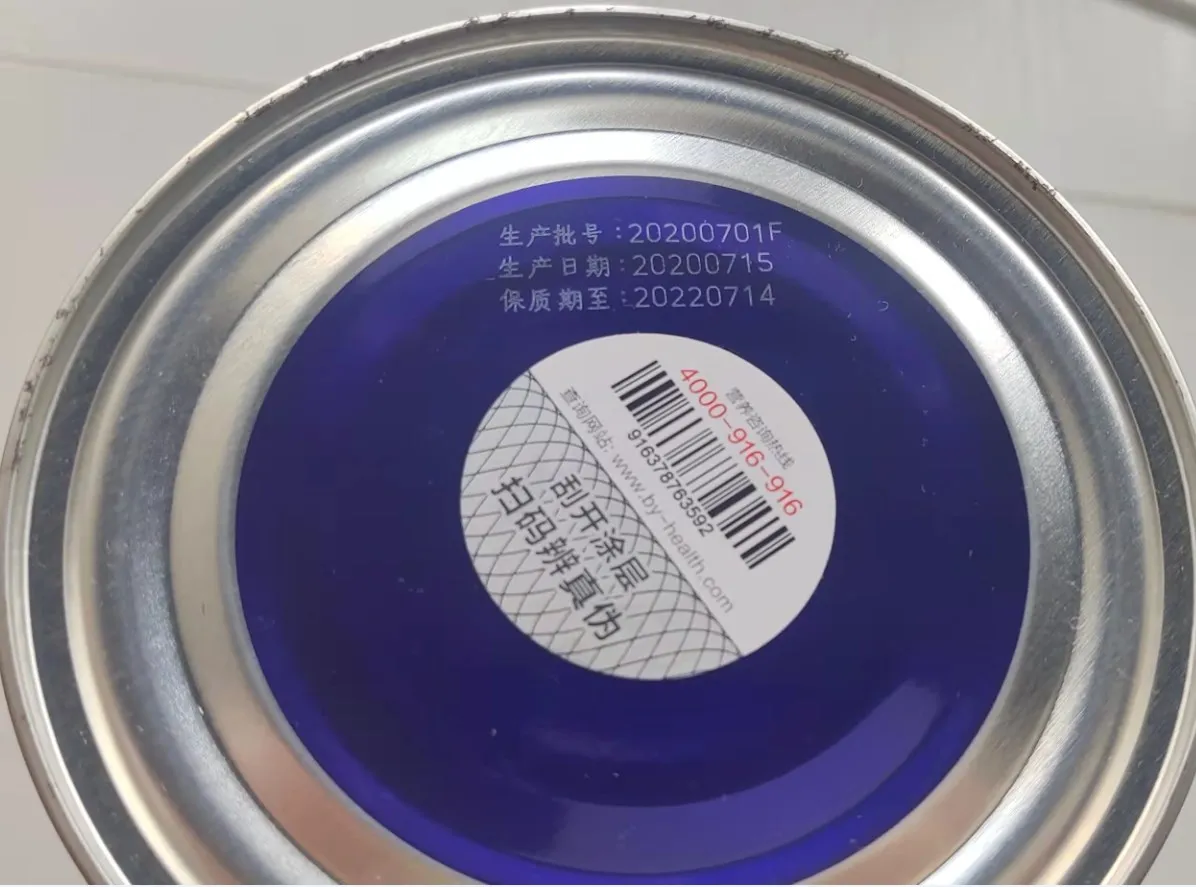 生产批号:20200701F
生产日期:20200715
保质期至:20220714
营养咨询热线
4000-916-916
916378763592
查询网站: www.by-health.com
刮开涂层
扫码辨真伪